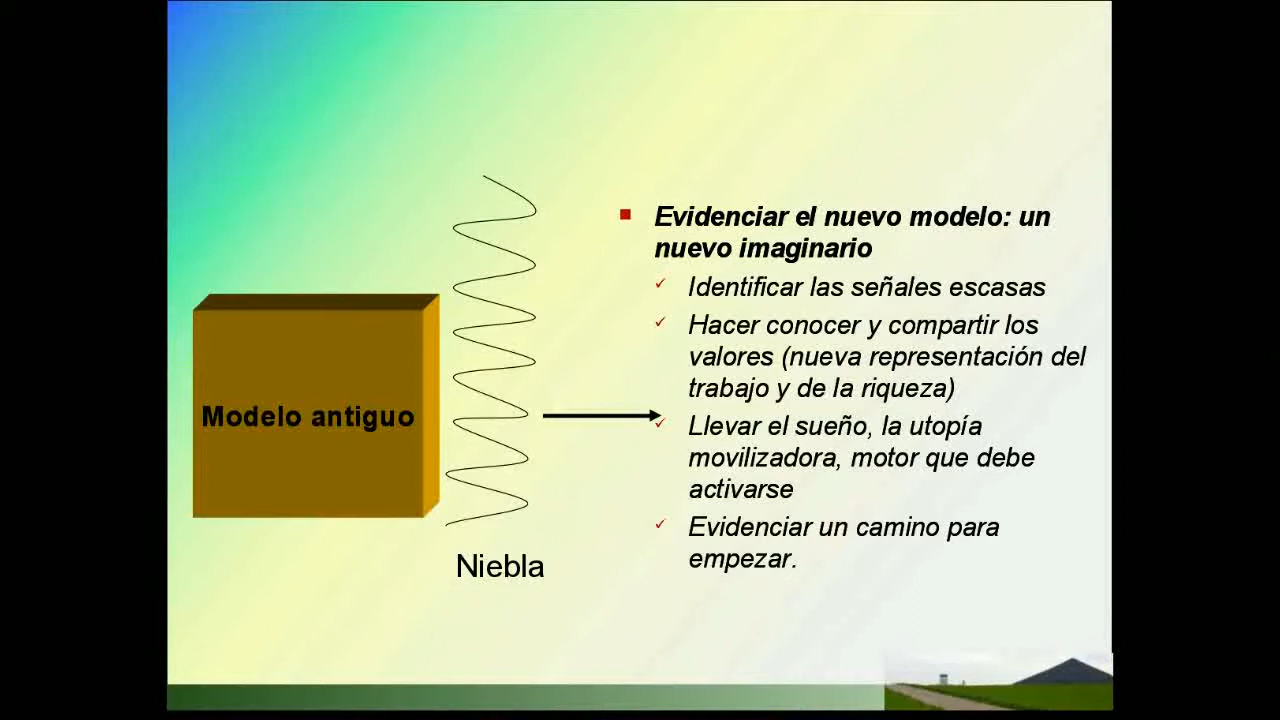 Evidenciar el nuevo modelo: un
nuevo imaginario
Identificar las señales escasas
Hacer conocer y compartir los
valores (nueva representación del
trabajo y de la riqueza)
Llevar el sueño, la utopía
movilizadora, motor que debe
activarse
Evidenciar un camino para
empezar.
Modelo antiguo
Niebla